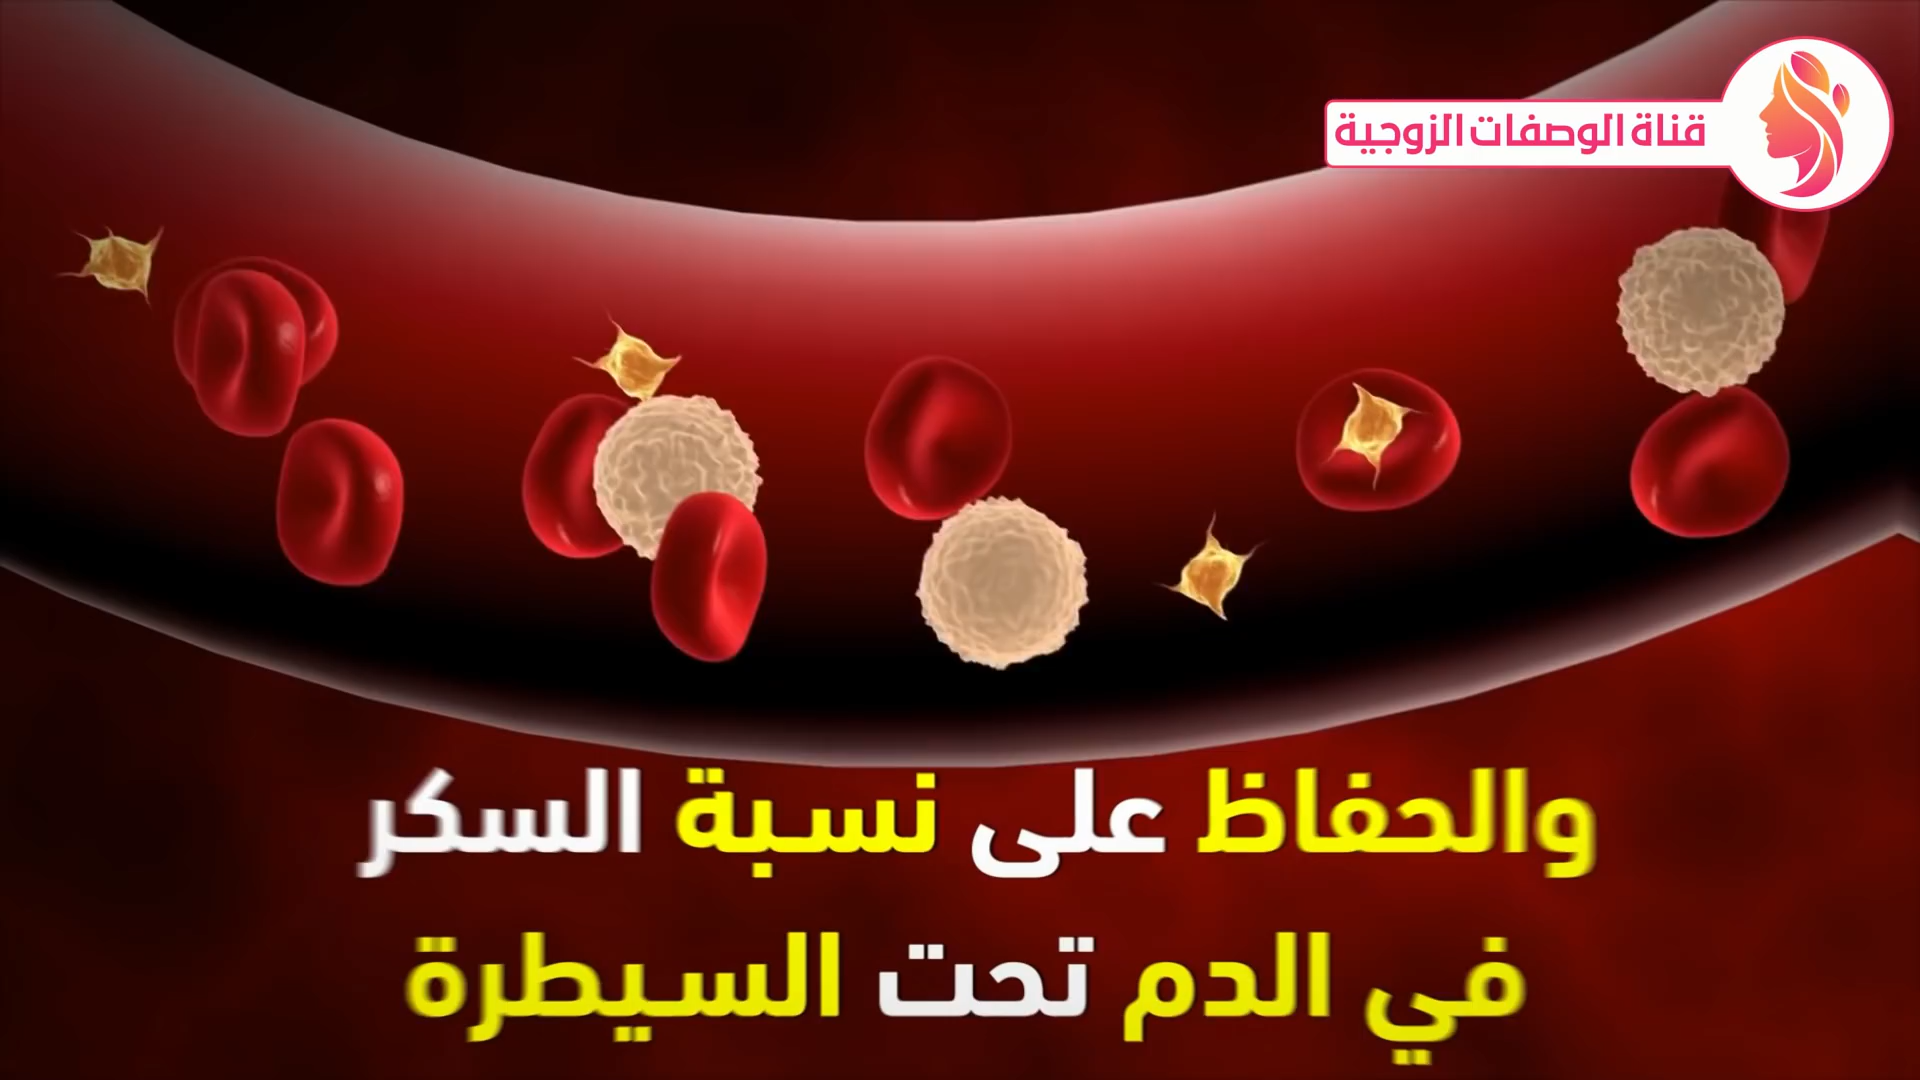 قناة الوصفات الزوجية
والحفاظ على نسبة السكر
في الدم تحت السيطرة